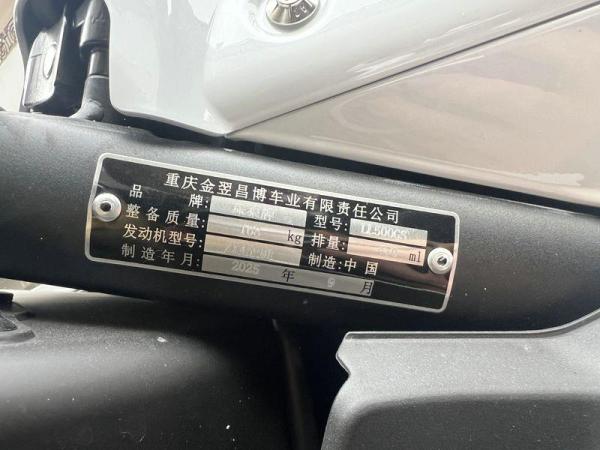 重庆金翌昌博车业有限责任公司
品 牌: 型号: LL500GS
整备质量: kg 排量: ml
发动机型号: 制造:中 国
制造年月: 2025 年 9 月